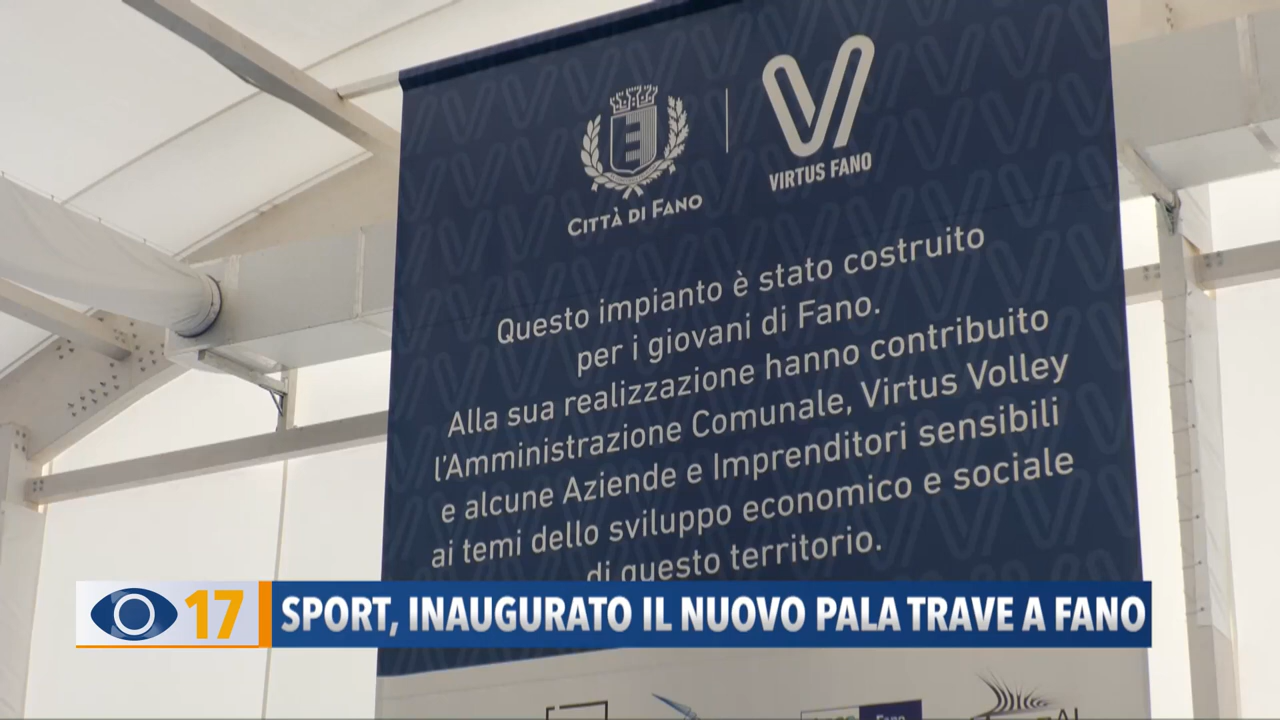 CITTÀ DI FANO
VIRTUS FANO
Questo impianto è stato costruito
per i giovani di Fano.
Alla sua realizzazione hanno contribuito
l'Amministrazione Comunale, Virtus Volley
e alcune Aziende e Imprenditori sensibili
ai temi dello sviluppo economico e sociale
di questo territorio.
17
SPORT, INAUGURATO IL NUOVO PALA TRAVE A FANO